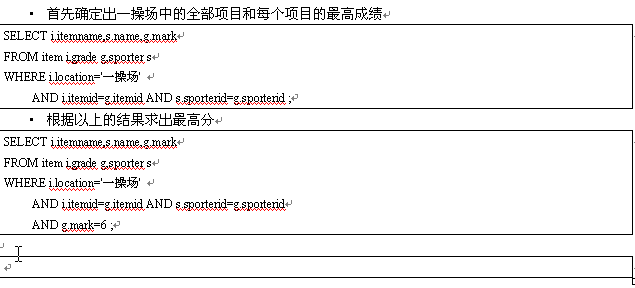 • 首先确定出一操场中的全部项目和每个项目的最高成绩
SELECT i.itemname,s.name,g.mark
FROM item i,grade g,sporter s
WHERE i.location='一操场'
AND i.itemid=g.itemid AND s.sporterid=g.sporterid ;
• 根据以上的结果求出最高分
SELECT i.itemname,s.name,g.mark
FROM item i,grade g,sporter s
WHERE i.location='一操场'
AND i.itemid=g.itemid AND s.sporterid=g.sporterid
AND g.mark=6 ;